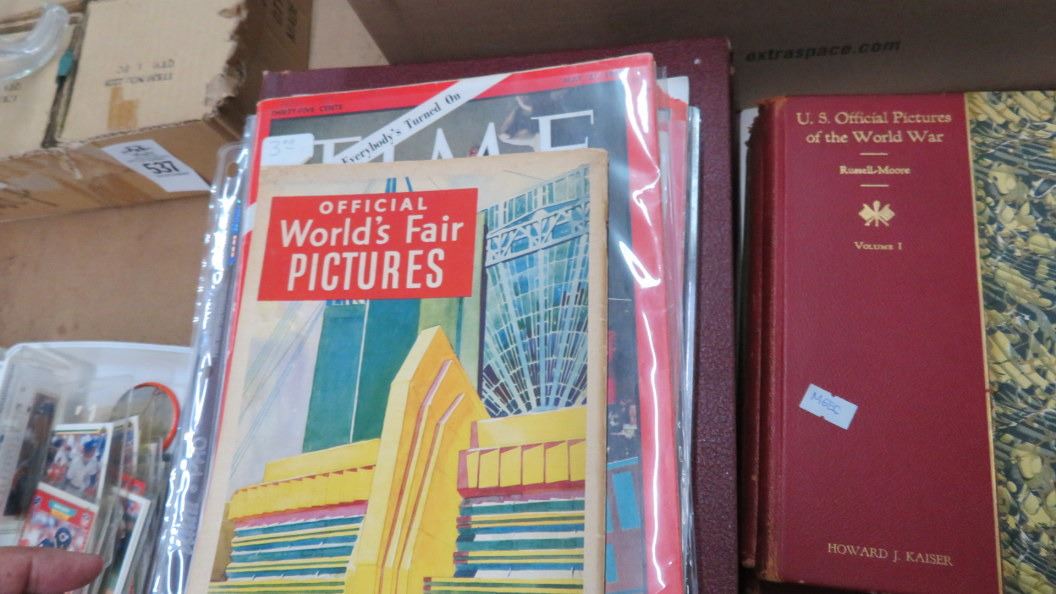 extraspace.com
537
THIRTY-FIVE CENTS
Everybody's Turned On
TIME
OFFICIAL
World's Fair
PICTURES
U. S. Official Pictures
of the World War
Russell-Moore
Volume I
HOWARD J. KAISER